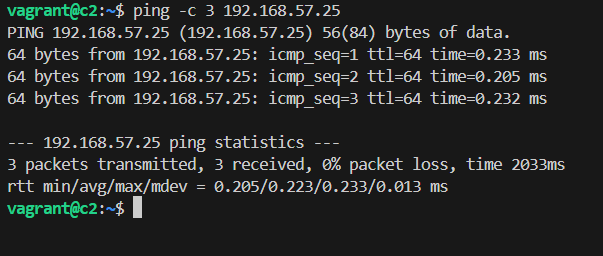 vagrant@c2:~$ ping -c 3 192.168.57.25
PING 192.168.57.25 (192.168.57.25) 56(84) bytes of data.
64 bytes from 192.168.57.25: icmp_seq=1 ttl=64 time=0.233 ms
64 bytes from 192.168.57.25: icmp_seq=2 ttl=64 time=0.205 ms
64 bytes from 192.168.57.25: icmp_seq=3 ttl=64 time=0.232 ms

--- 192.168.57.25 ping statistics ---
3 packets transmitted, 3 received, 0% packet loss, time 2033ms
rtt min/avg/max/mdev = 0.205/0.223/0.233/0.013 ms
vagrant@c2:~$